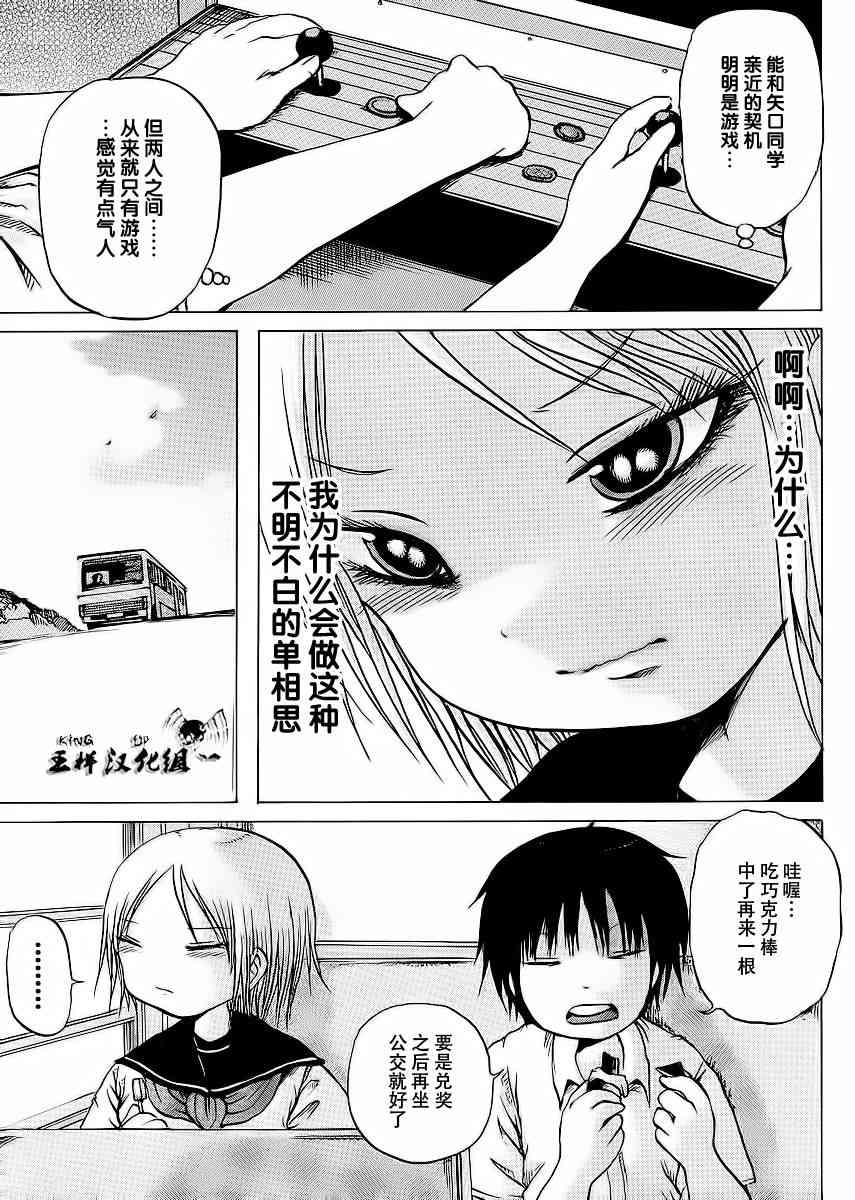 能和矢口同学
亲近的契机
明明是游戏…
但两人之间……
从来就只有游戏
…感觉有点气人
啊啊…为什么…
我为什么会做这种
不明不白的单相思
KING
王样汉化组
哇喔…
吃巧克力棒
中了再来一根
要是兑奖
之后再坐
公交就好了
………